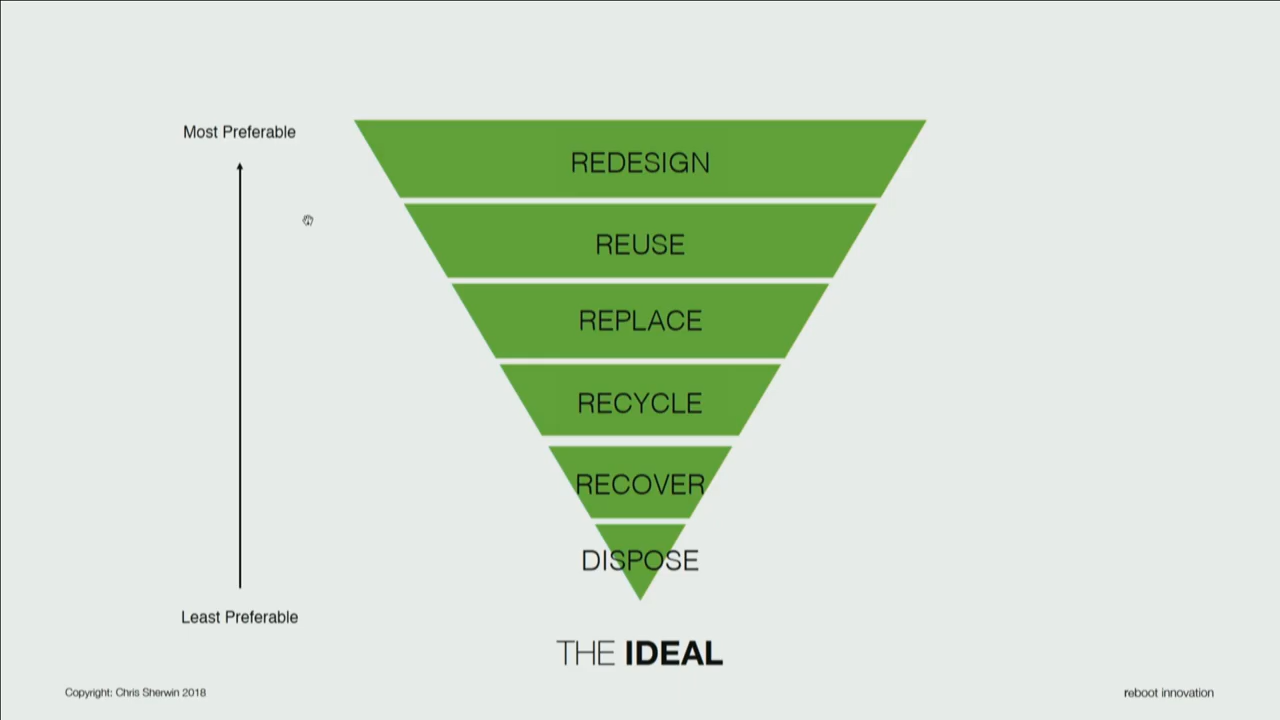 Most Preferable
REDESIGN
REUSE
REPLACE
RECYCLE
RECOVER
DISPOSE
Least Preferable
THE IDEAL
Copyright: Chris Sherwin 2018
reboot innovation